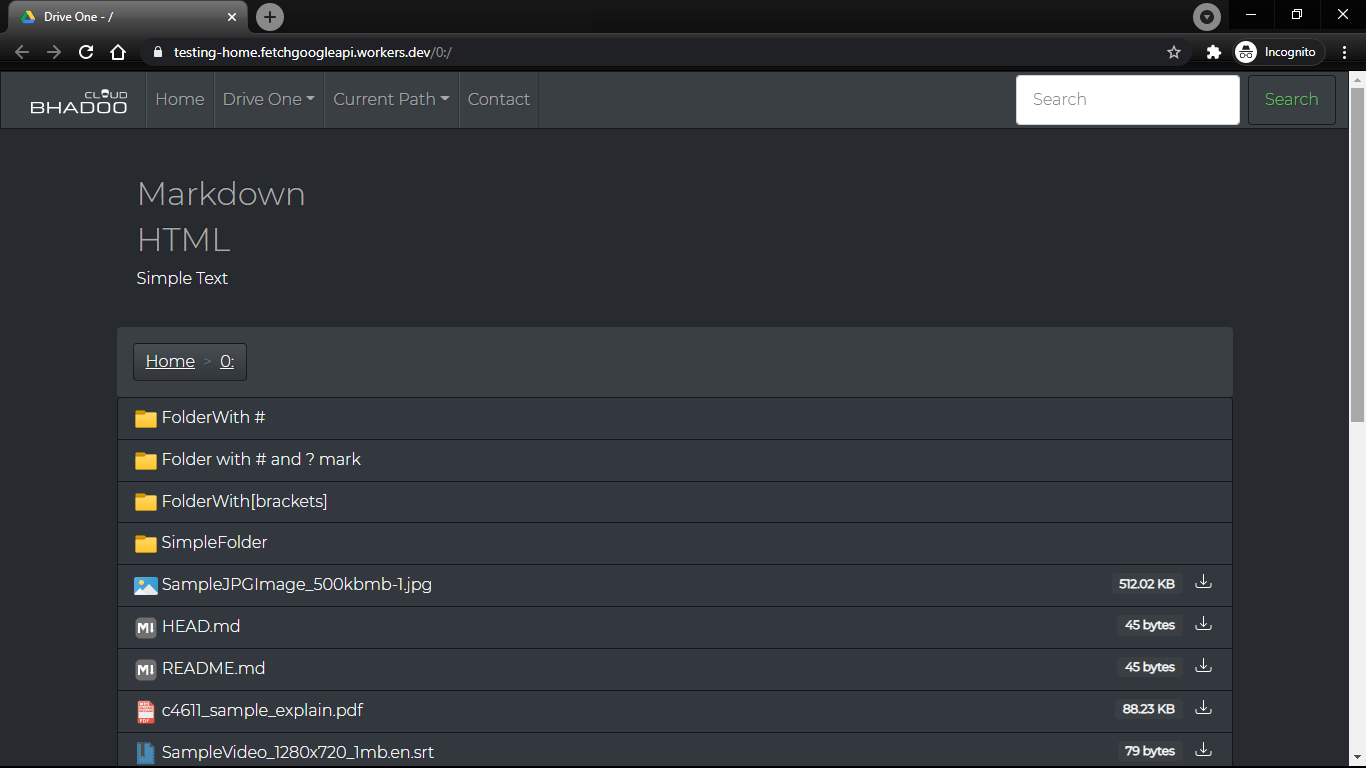 Drive One - /
testing-home.fetchgoogleapi.workers.dev/0:/
Incognito
CLOUD
BHADOO
Home
Drive One
Current Path
Contact
Search
Search
Markdown
HTML
Simple Text
Home > 0:
FolderWith #
Folder with # and ? mark
FolderWith[brackets]
SimpleFolder
SampleJPGImage_500kbmb-1.jpg 512.02 KB
HEAD.md 45 bytes
README.md 45 bytes
c4611_sample_explain.pdf 88.23 KB
SampleVideo_1280x720_1mb.en.srt 79 bytes